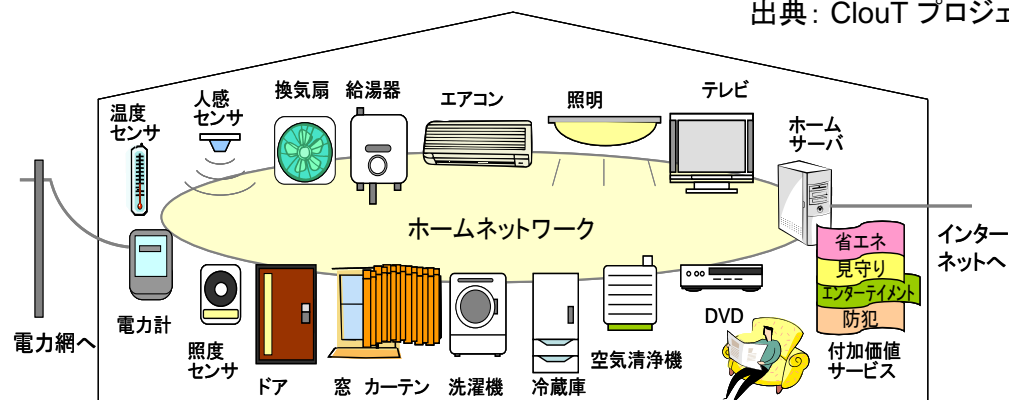 出典: ClouT プロジェ
換気扇
給湯器
エアコン
照明
テレビ
温度
センサ
人感
センサ
ホーム
サーバ
ホームネットワーク
インター
ネットへ
省エネ
見守り
エンターテイメント
防犯
付加価値
サービス
電力網へ
電力計
照度
センサ
ドア
窓
カーテン
洗濯機
冷蔵庫
空気清浄機
DVD